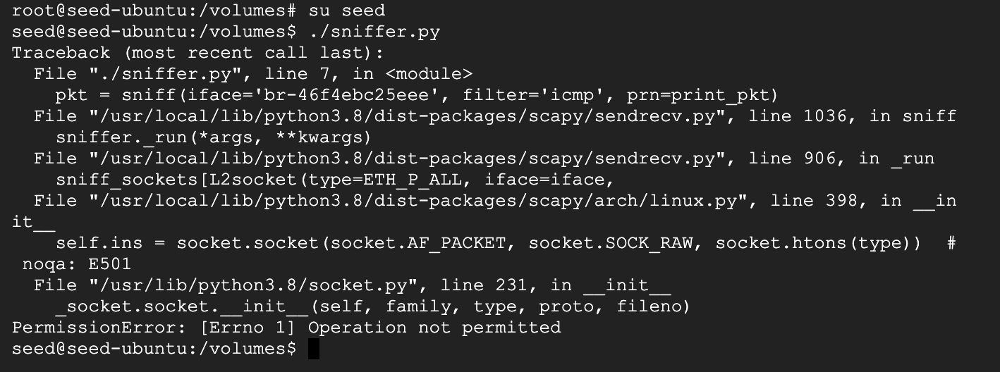 root@seed-ubuntu:/volumes# su seed
seed@seed-ubuntu:/volumes$ ./sniffer.py
Traceback (most recent call last):
  File "./sniffer.py", line 7, in <module>
    pkt = sniff(iface='br-46f4ebc25eee', filter='icmp', prn=print_pkt)
  File "/usr/local/lib/python3.8/dist-packages/scapy/sendrecv.py", line 1036, in sniff
    sniffer._run(*args, **kwargs)
  File "/usr/local/lib/python3.8/dist-packages/scapy/sendrecv.py", line 906, in _run
    sniff_sockets[L2socket(type=ETH_P_ALL, iface=iface,
  File "/usr/local/lib/python3.8/dist-packages/scapy/arch/linux.py", line 398, in __in
it__
    self.ins = socket.socket(socket.AF_PACKET, socket.SOCK_RAW, socket.htons(type))  #
 noqa: E501
  File "/usr/lib/python3.8/socket.py", line 231, in __init__
    _socket.socket.__init__(self, family, type, proto, fileno)
PermissionError: [Errno 1] Operation not permitted
seed@seed-ubuntu:/volumes$